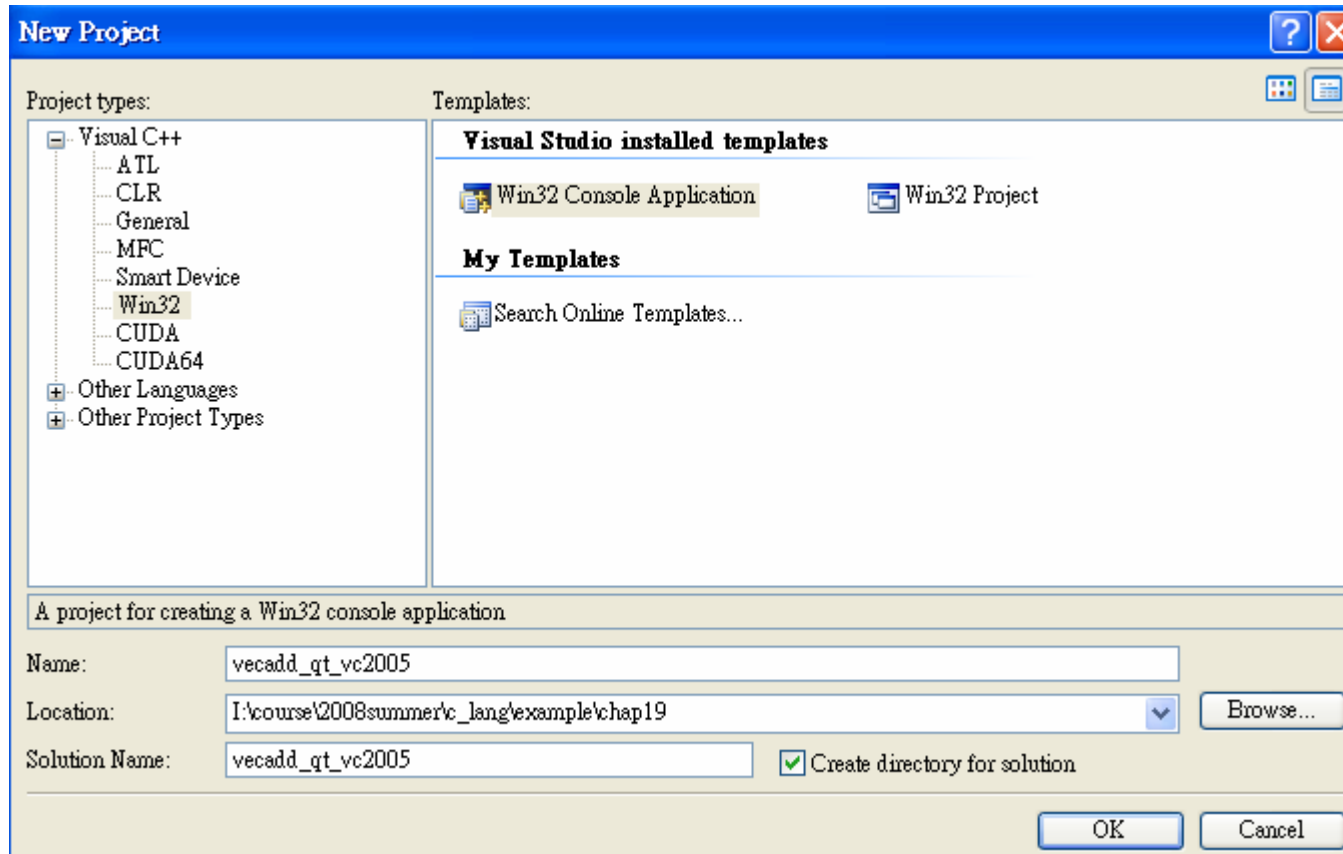 New Project
Project types:
Templates:
Visual C++
ATL
CLR
General
MFC
Smart Device
Win32
CUDA
CUDA64
Other Languages
Other Project Types
Visual Studio installed templates
Win32 Console Application
Win32 Project
My Templates
Search Online Templates...
A project for creating a Win32 console application
Name:
vecadd_qt_vc2005
Location:
I:\course\2008summer\c_lang\example\chap19
Browse...
Solution Name:
vecadd_qt_vc2005
Create directory for solution
OK
Cancel